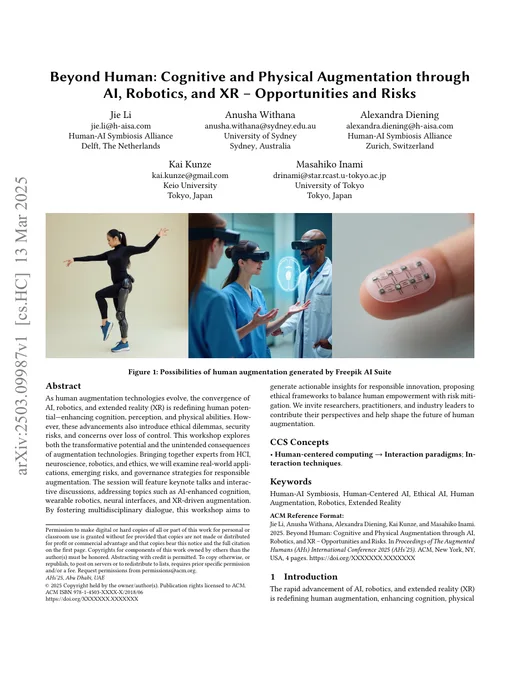 Beyond Human: Cognitive and Physical Augmentation through
AI, Robotics, and XR – Opportunities and Risks
Jie Li
jie.li@h-aisa.com
Human-AI Symbiosis Alliance
Delft, The Netherlands
Anusha Withana
anusha.withana@sydney.edu.au
University of Sydney
Sydney, Australia
Alexandra Diening
alexandra.diening@h-aisa.com
Human-AI Symbiosis Alliance
Zurich, Switzerland
Kai Kunze
kai.kunze@gmail.com
Keio University
Tokyo, Japan
Masahiko Inami
drinami@star.rcast.u-tokyo.ac.jp
University of Tokyo
Tokyo, Japan
arXiv:2503.09987v1 [cs.HC] 13 Mar 2025
Figure 1: Possibilities of human augmentation generated by Freepik AI Suite
Abstract
As human augmentation technologies evolve, the convergence of
AI, robotics, and extended reality (XR) is redefining human poten-
tial—enhancing cognition, perception, and physical abilities. How-
ever, these advancements also introduce ethical dilemmas, security
risks, and concerns over loss of control. This workshop explores
both the transformative potential and the unintended consequences
of augmentation technologies. Bringing together experts from HCI,
neuroscience, robotics, and ethics, we will examine real-world appli-
cations, emerging risks, and governance strategies for responsible
augmentation. The session will feature keynote talks and interac-
tive discussions, addressing topics such as AI-enhanced cognition,
wearable robotics, neural interfaces, and XR-driven augmentation.
By fostering multidisciplinary dialogue, this workshop aims to
Permission to make digital or hard copies of all or part of this work for personal or
classroom use is granted without fee provided that copies are not made or distributed
for profit or commercial advantage and that copies bear this notice and the full citation
on the first page. Copyrights for components of this work owned by others than the
author(s) must be honored. Abstracting with credit is permitted. To copy otherwise, or
republish, to post on servers or to redistribute to lists, requires prior specific permission
and/or a fee. Request permissions from permissions@acm.org.
AHs'25, Abu Dhabi, UAE
© 2025 Copyright held by the owner/author(s). Publication rights licensed to ACM.
ACM ISBN 978-1-4503-XXXX-X/2018/06
https://doi.org/XXXXXXX.XXXXXXX
generate actionable insights for responsible innovation, proposing
ethical frameworks to balance human empowerment with risk miti-
gation. We invite researchers, practitioners, and industry leaders to
contribute their perspectives and help shape the future of human
augmentation.
CCS Concepts
• Human-centered computing → Interaction paradigms; In-
teraction techniques.
Keywords
Human-AI Symbiosis, Human-Centered AI, Ethical AI, Human
Augmentation, Robotics, Extended Reality
ACM Reference Format:
Jie Li, Anusha Withana, Alexandra Diening, Kai Kunze, and Masahiko Inami.
2025. Beyond Human: Cognitive and Physical Augmentation through AI,
Robotics, and XR – Opportunities and Risks. In Proceedings of The Augmented
Humans (AHs) International Conference 2025 (AHs'25). ACM, New York, NY,
USA, 4 pages. https://doi.org/XXXXXXX.XXXXXXX
1 Introduction
The rapid advancement of AI, robotics, and extended reality (XR)
is redefining human augmentation, enhancing cognition, physical